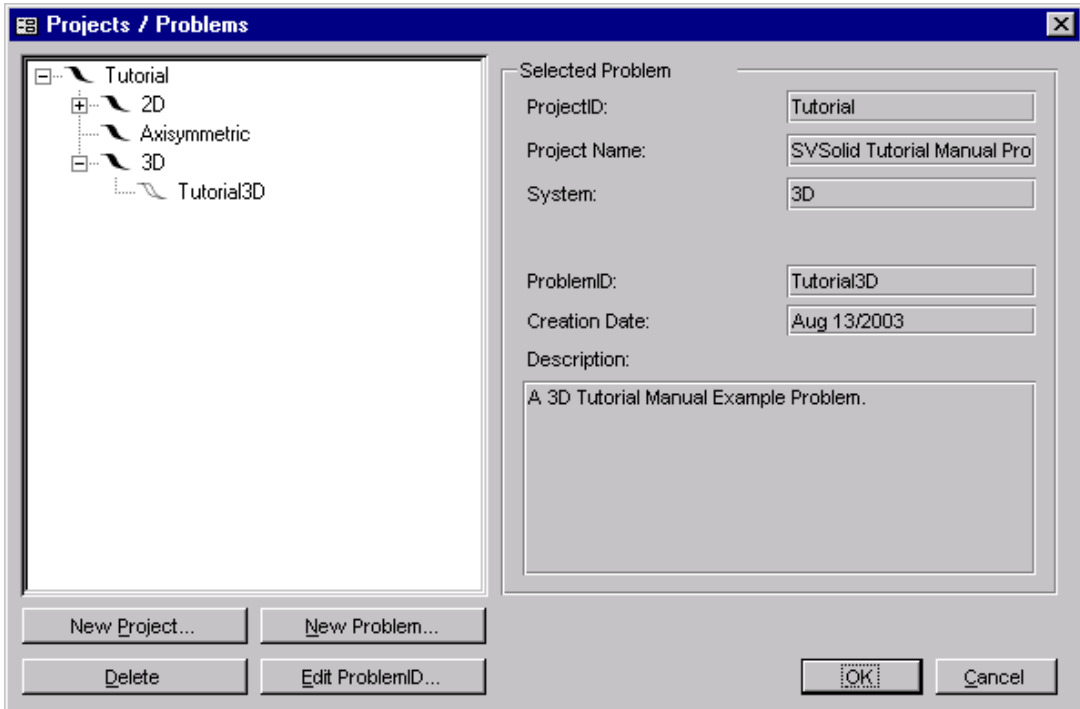 Projects / Problems
Tutorial
2D
Axisymmetric
3D
Tutorial3D
Selected Problem
ProjectID: Tutorial
Project Name: SVSolid Tutorial Manual Pro
System: 3D
ProblemID: Tutorial3D
Creation Date: Aug 13/2003
Description:
A 3D Tutorial Manual Example Problem.
New Project... New Problem...
Delete Edit ProblemID... OK Cancel